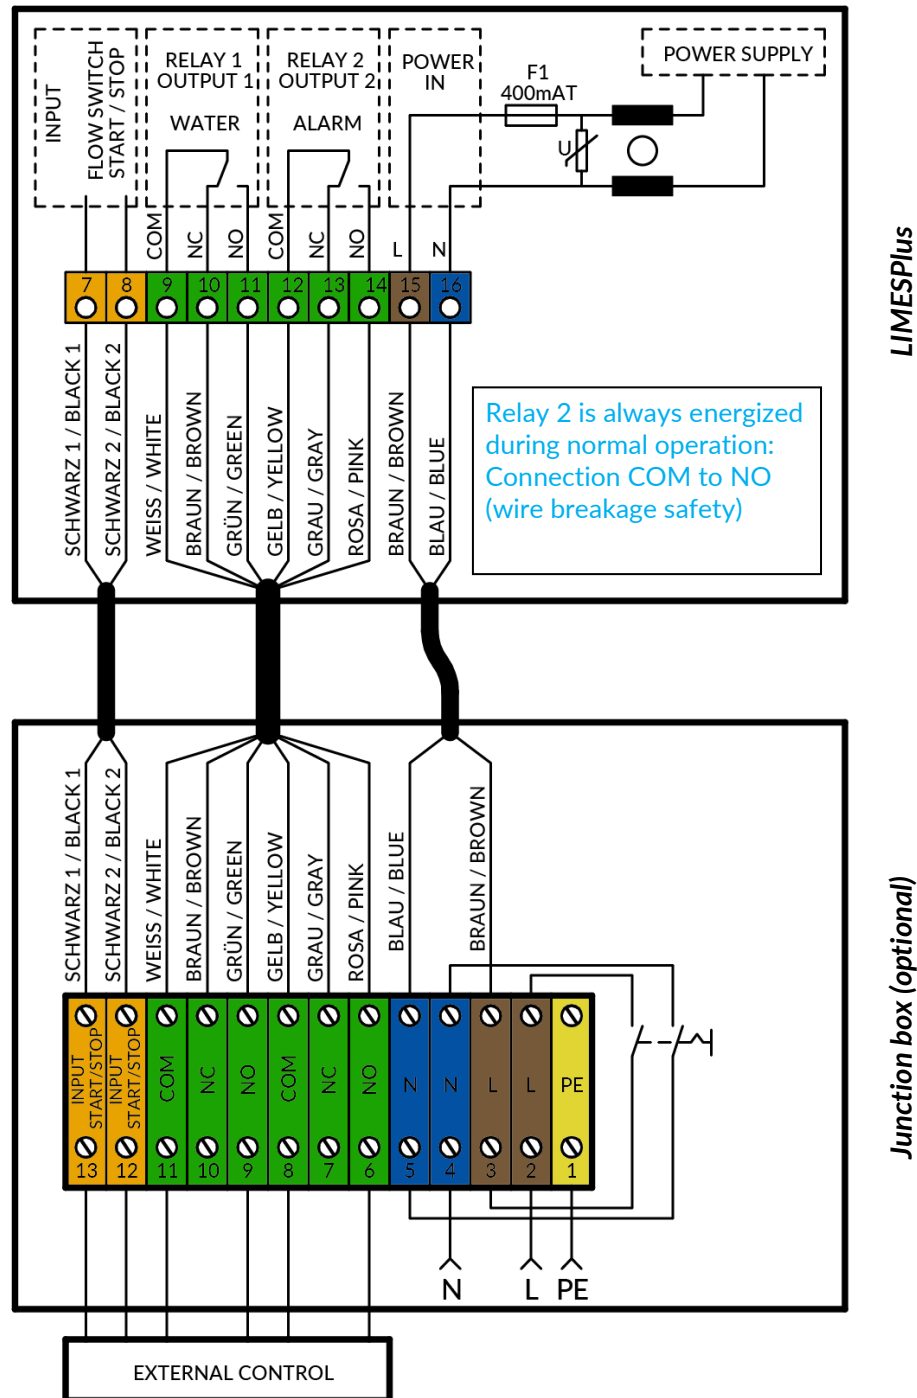 INPUT
FLOW SWITCH
START / STOP
RELAY 1
OUTPUT 1
WATER
RELAY 2
OUTPUT 2
ALARM
POWER
IN
F1
400mAT
U
POWER SUPPLY
COM
NC
NO
COM
NC
NO
L
N
7
8
9
10
11
12
13
14
15
16
LIMESPlus
SCHWARZ 1 / BLACK 1
SCHWARZ 2 / BLACK 2
WEISS / WHITE
BRAUN / BROWN
GRÜN / GREEN
GELB / YELLOW
GRAU / GRAY
ROSA / PINK
BRAUN / BROWN
BLAU / BLUE
Relay 2 is always energized
during normal operation:
Connection COM to NO
(wire breakage safety)
SCHWARZ 1 / BLACK 1
SCHWARZ 2 / BLACK 2
WEISS / WHITE
BRAUN / BROWN
GRÜN / GREEN
GELB / YELLOW
GRAU / GRAY
ROSA / PINK
BLAU / BLUE
BRAUN / BROWN
Junction box (optional)
INPUT
START/STOP
INPUT
START/STOP
COM
NC
NO
COM
NC
NO
N
N
L
L
PE
13
12
11
10
9
8
7
6
5
4
3
2
1
N
L
PE
EXTERNAL CONTROL